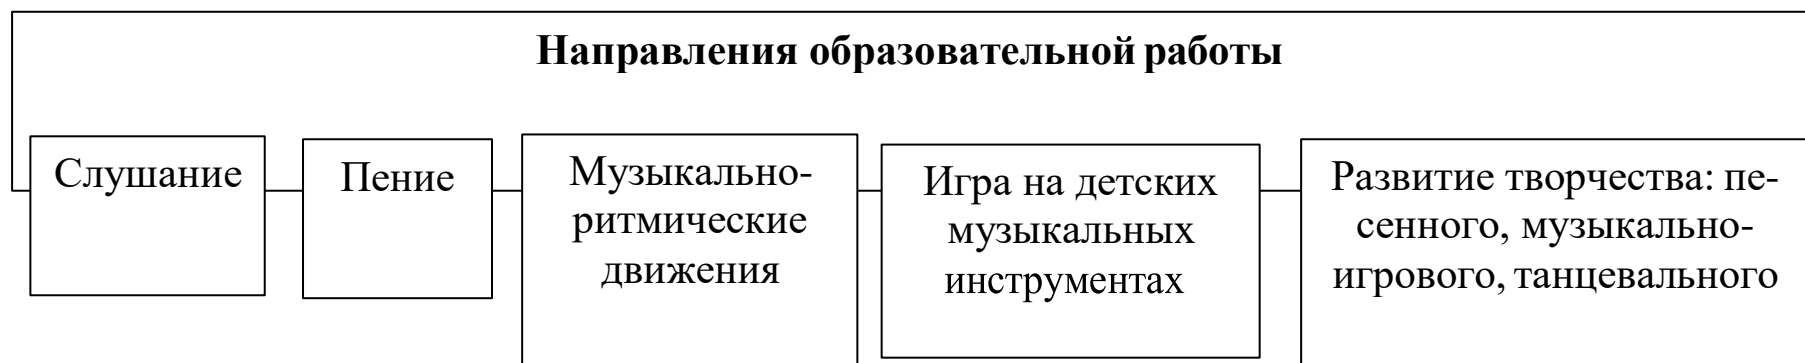 Направления образовательной работы
Слушание
Пение
Музыкально-
ритмические
движения
Игра на детских
музыкальных
инструментах
Развитие творчества: пе-
сенного, музыкально-
игрового, танцевального